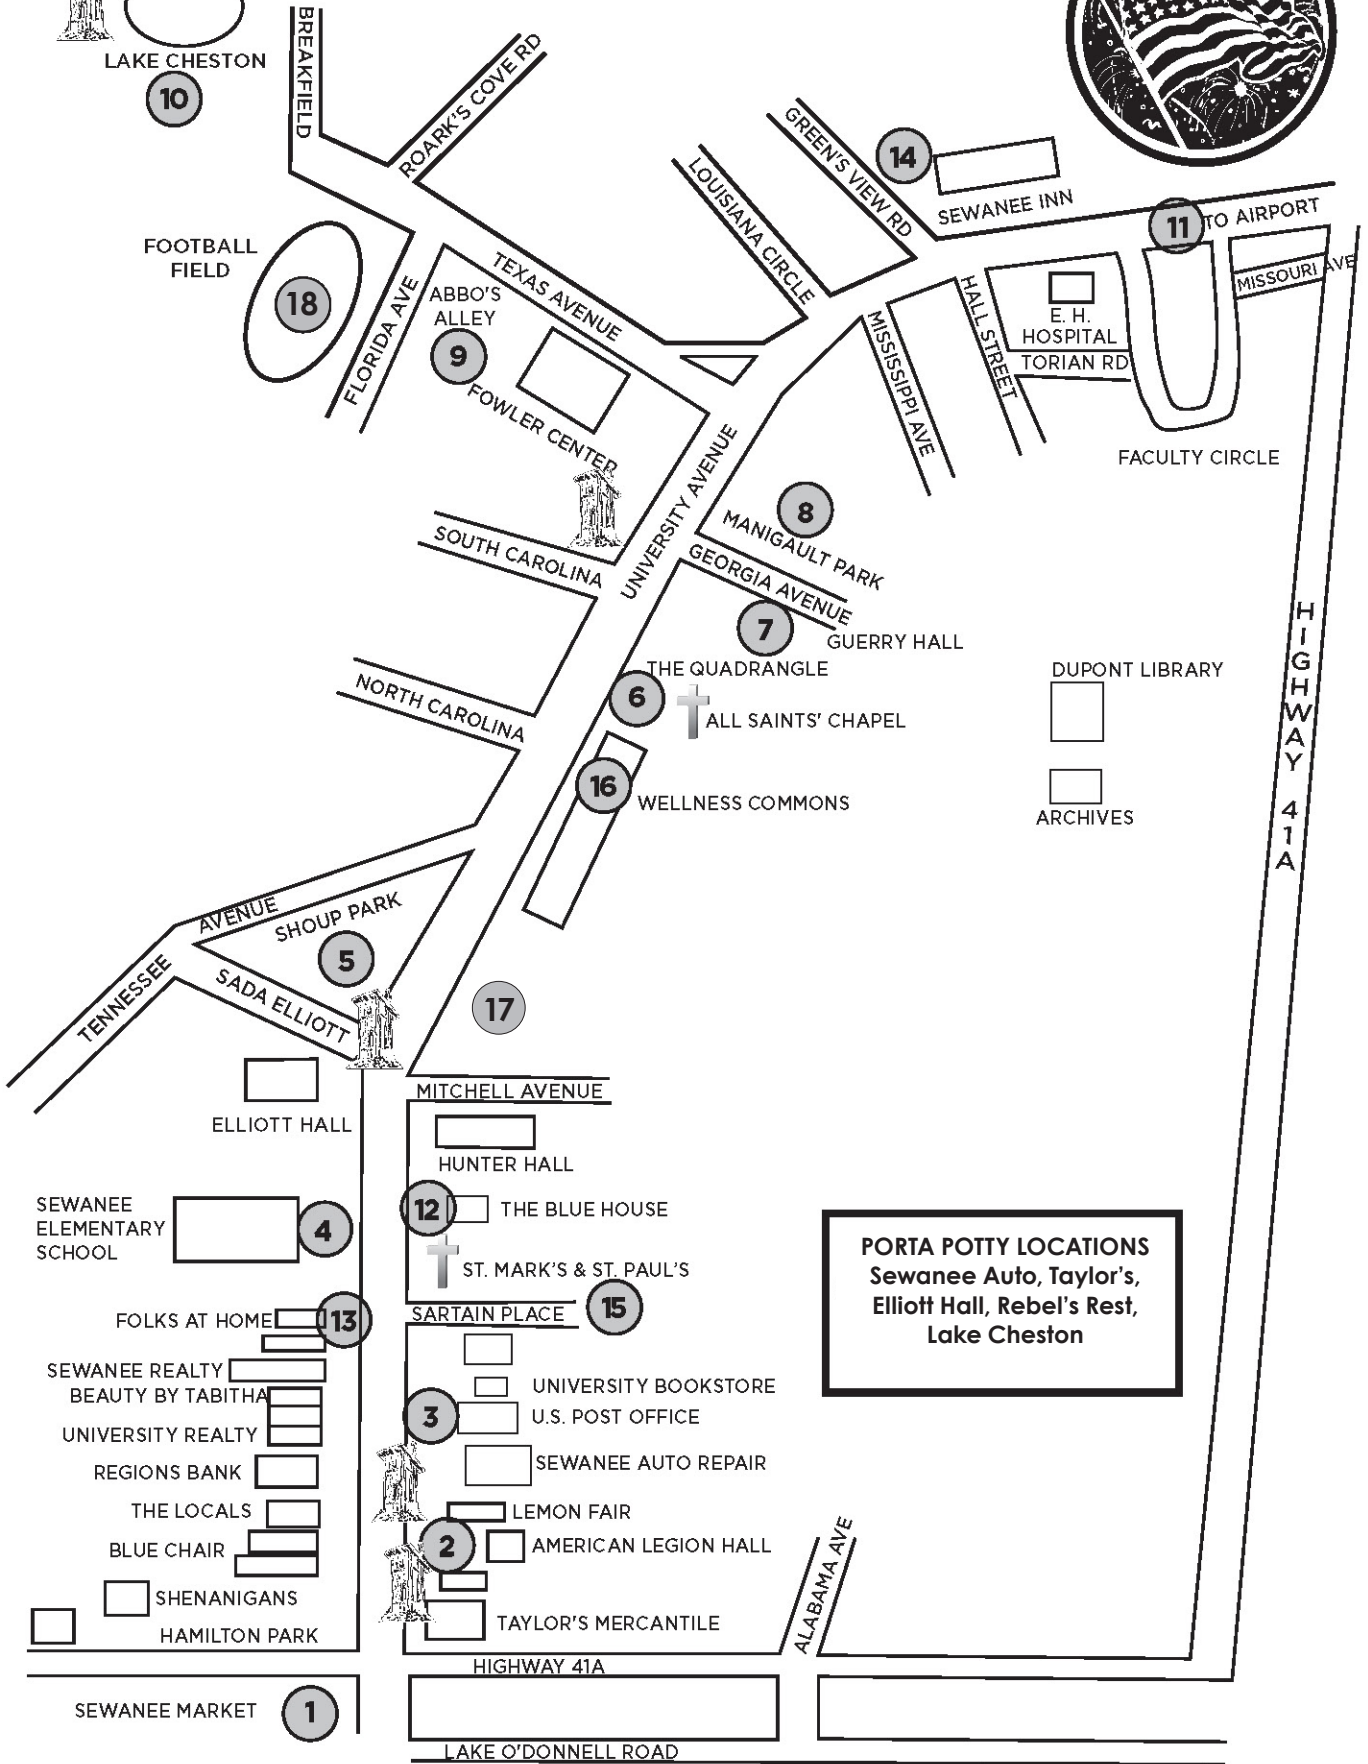 LAKE CHESTON
10
BREAKFIELD
ROARK'S COVE RD
GREEN'S VIEW RD
14
SEWANEE INN
LOUISIANA CIRCLE
11
TO AIRPORT
MISSOURI AVE
FOOTBALL
FIELD
18
FLORIDA AVE
TEXAS AVENUE
ABBO'S
ALLEY
9
FOWLER CENTER
MISSISSIPPI AVE
HALL STREET
E. H.
HOSPITAL
TORIAN RD
FACULTY CIRCLE
UNIVERSITY AVENUE
8
MANIGAULT PARK
SOUTH CAROLINA
GEORGIA AVENUE
7
GUERRY HALL
THE QUADRANGLE
6
ALL SAINTS' CHAPEL
NORTH CAROLINA
DUPONT LIBRARY
HIGHWAY 41A
16
WELLNESS COMMONS
ARCHIVES
TENNESSEE
AVENUE
SHOUP PARK
5
SADA ELLIOTT
17
MITCHELL AVENUE
ELLIOTT HALL
HUNTER HALL
SEWANEE
ELEMENTARY
SCHOOL
4
12
THE BLUE HOUSE
ST. MARK'S & ST. PAUL'S
15
SARTAIN PLACE
PORTA POTTY LOCATIONS
Sewanee Auto, Taylor's,
Elliott Hall, Rebel's Rest,
Lake Cheston
FOLKS AT HOME
13
SEWANEE REALTY
BEAUTY BY TABITHA
UNIVERSITY REALTY
REGIONS BANK
THE LOCALS
BLUE CHAIR
SHENANIGANS
HAMILTON PARK
UNIVERSITY BOOKSTORE
3
U.S. POST OFFICE
SEWANEE AUTO REPAIR
LEMON FAIR
2
AMERICAN LEGION HALL
TAYLOR'S MERCANTILE
ALABAMA AVE
HIGHWAY 41A
SEWANEE MARKET
1
LAKE O'DONNELL ROAD